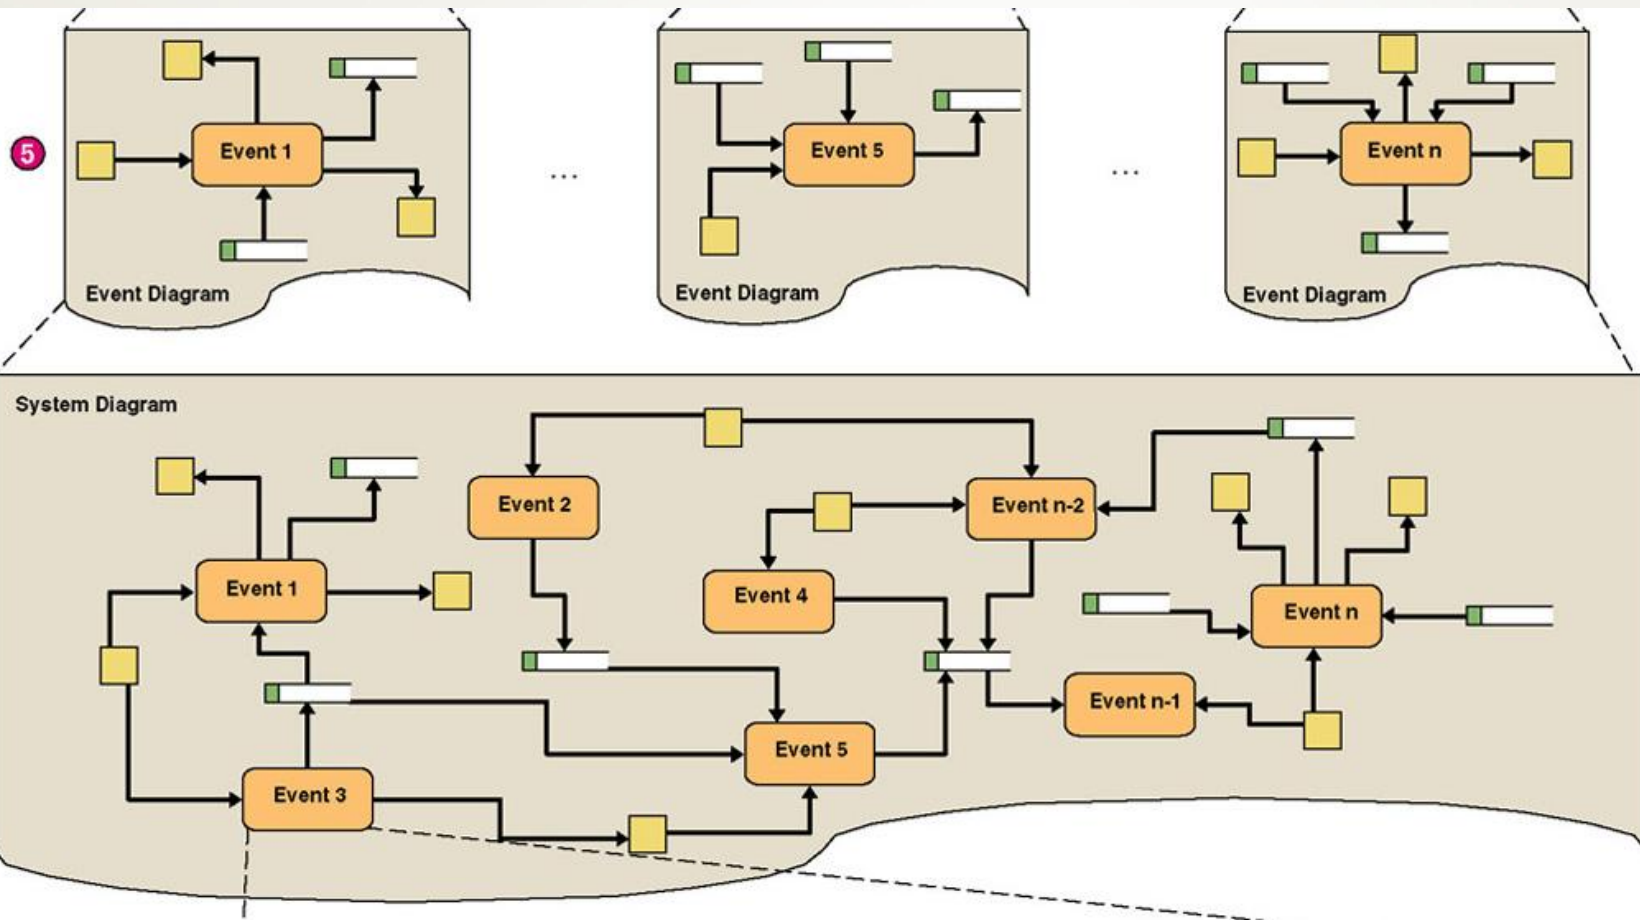 5
Event 1
Event Diagram
...
Event 5
Event Diagram
...
Event n
Event Diagram
System Diagram
Event 2
Event n-2
Event 1
Event 4
Event n
Event n-1
Event 5
Event 3